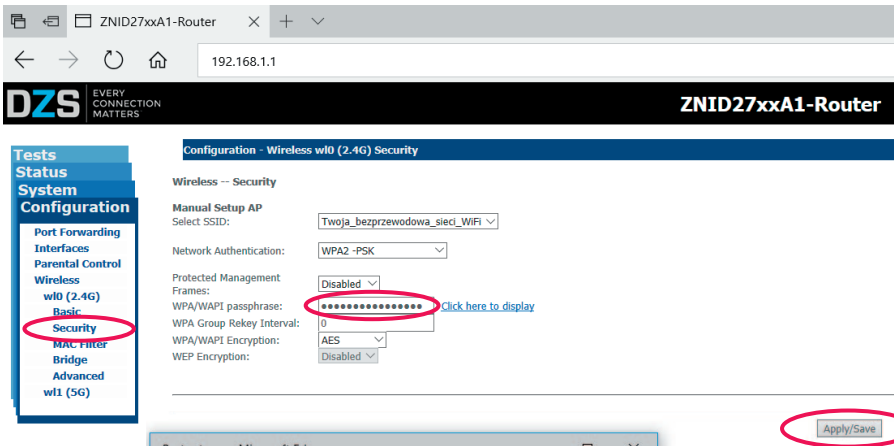 ZNID27xxA1-Router
192.168.1.1
DZS EVERY
CONNECTION
MATTERS
ZNID27xxA1-Router
Tests
Status
System
Configuration
Port Forwarding
Interfaces
Parental Control
Wireless
wl0 (2.4G)
Basic
Security
MAC Filter
Bridge
Advanced
wl1 (5G)
Configuration - Wireless wl0 (2.4G) Security
Wireless -- Security
Manual Setup AP
Select SSID: Twoja_bezprzewodowa_sieci_WiFi
Network Authentication: WPA2 -PSK
Protected Management
Frames: Disabled
WPA/WAPI passphrase: •••••••••••••••• Click here to display
WPA Group Rekey Interval: 0
WPA/WAPI Encryption: AES
WEP Encryption: Disabled
Apply/Save